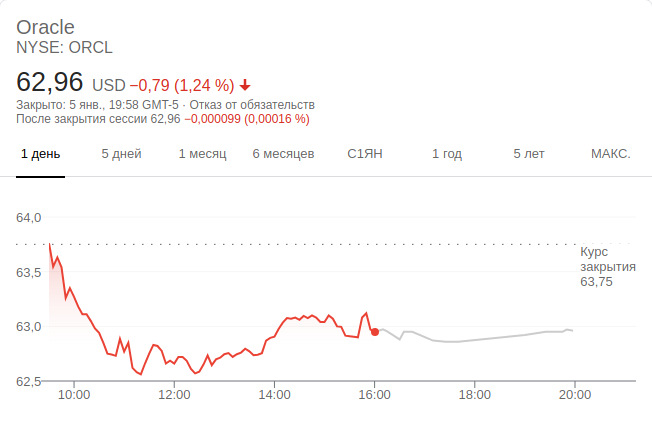 Oracle
NYSE: ORCL
62,96 USD −0,79 (1,24 %)
Закрыто: 5 янв., 19:58 GMT-5 · Отказ от обязательств
После закрытия сессии 62,96 −0,000099 (0,00016 %)
1 день 5 дней 1 месяц 6 месяцев С1ЯН 1 год 5 лет МАКС.
64,0
Курс
закрытия
63,75
63,5
63,0
62,5
10:00 12:00 14:00 16:00 18:00 20:00